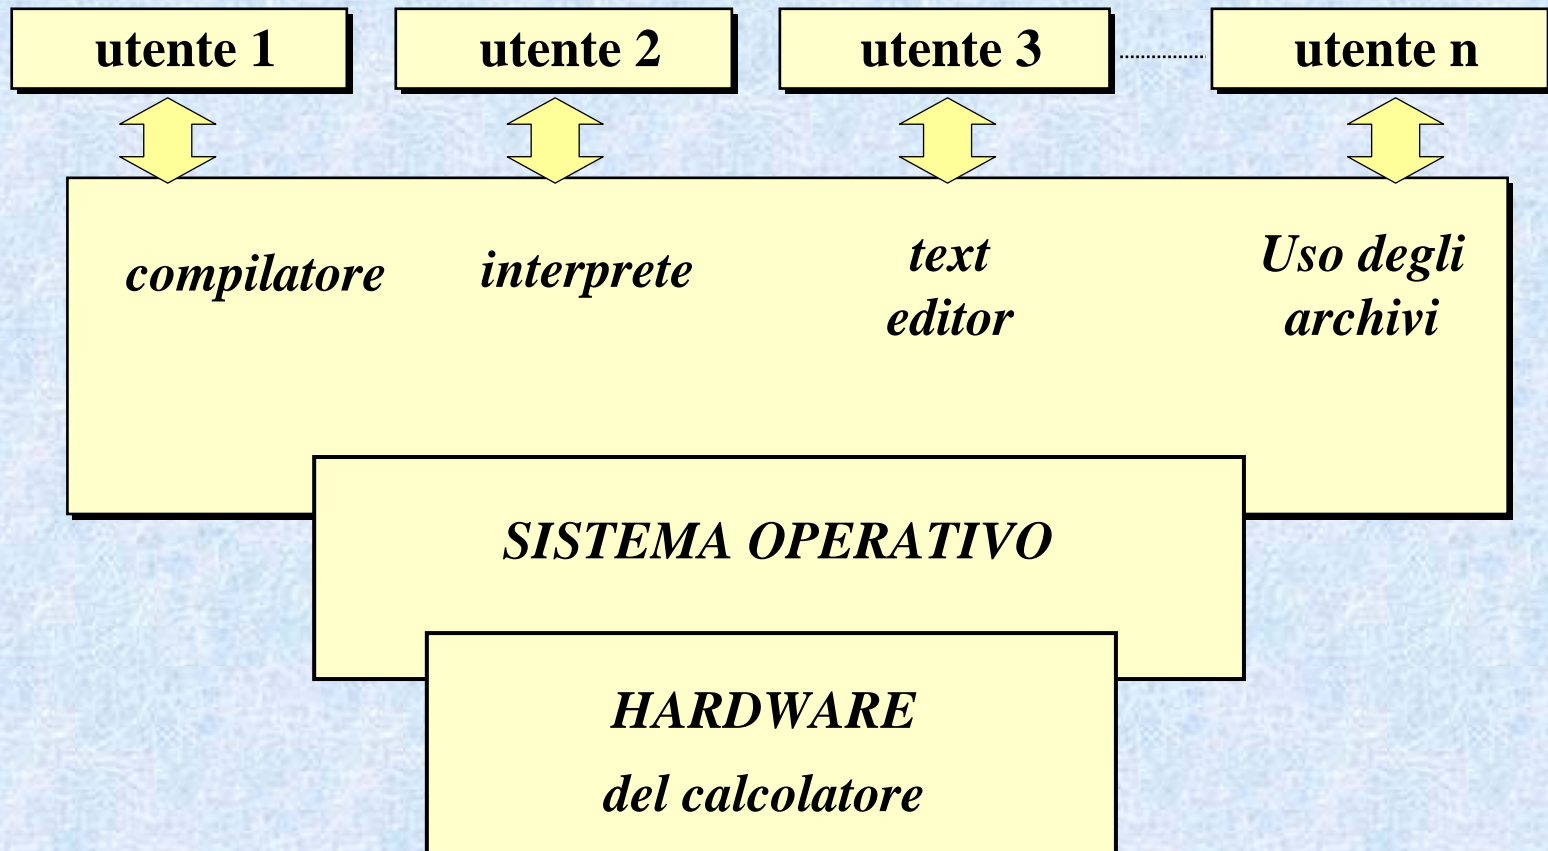 utente 1
utente 2
utente 3
utente n
compilatore
interprete
text
editor
Uso degli
archivi
SISTEMA OPERATIVO
HARDWARE
del calcolatore